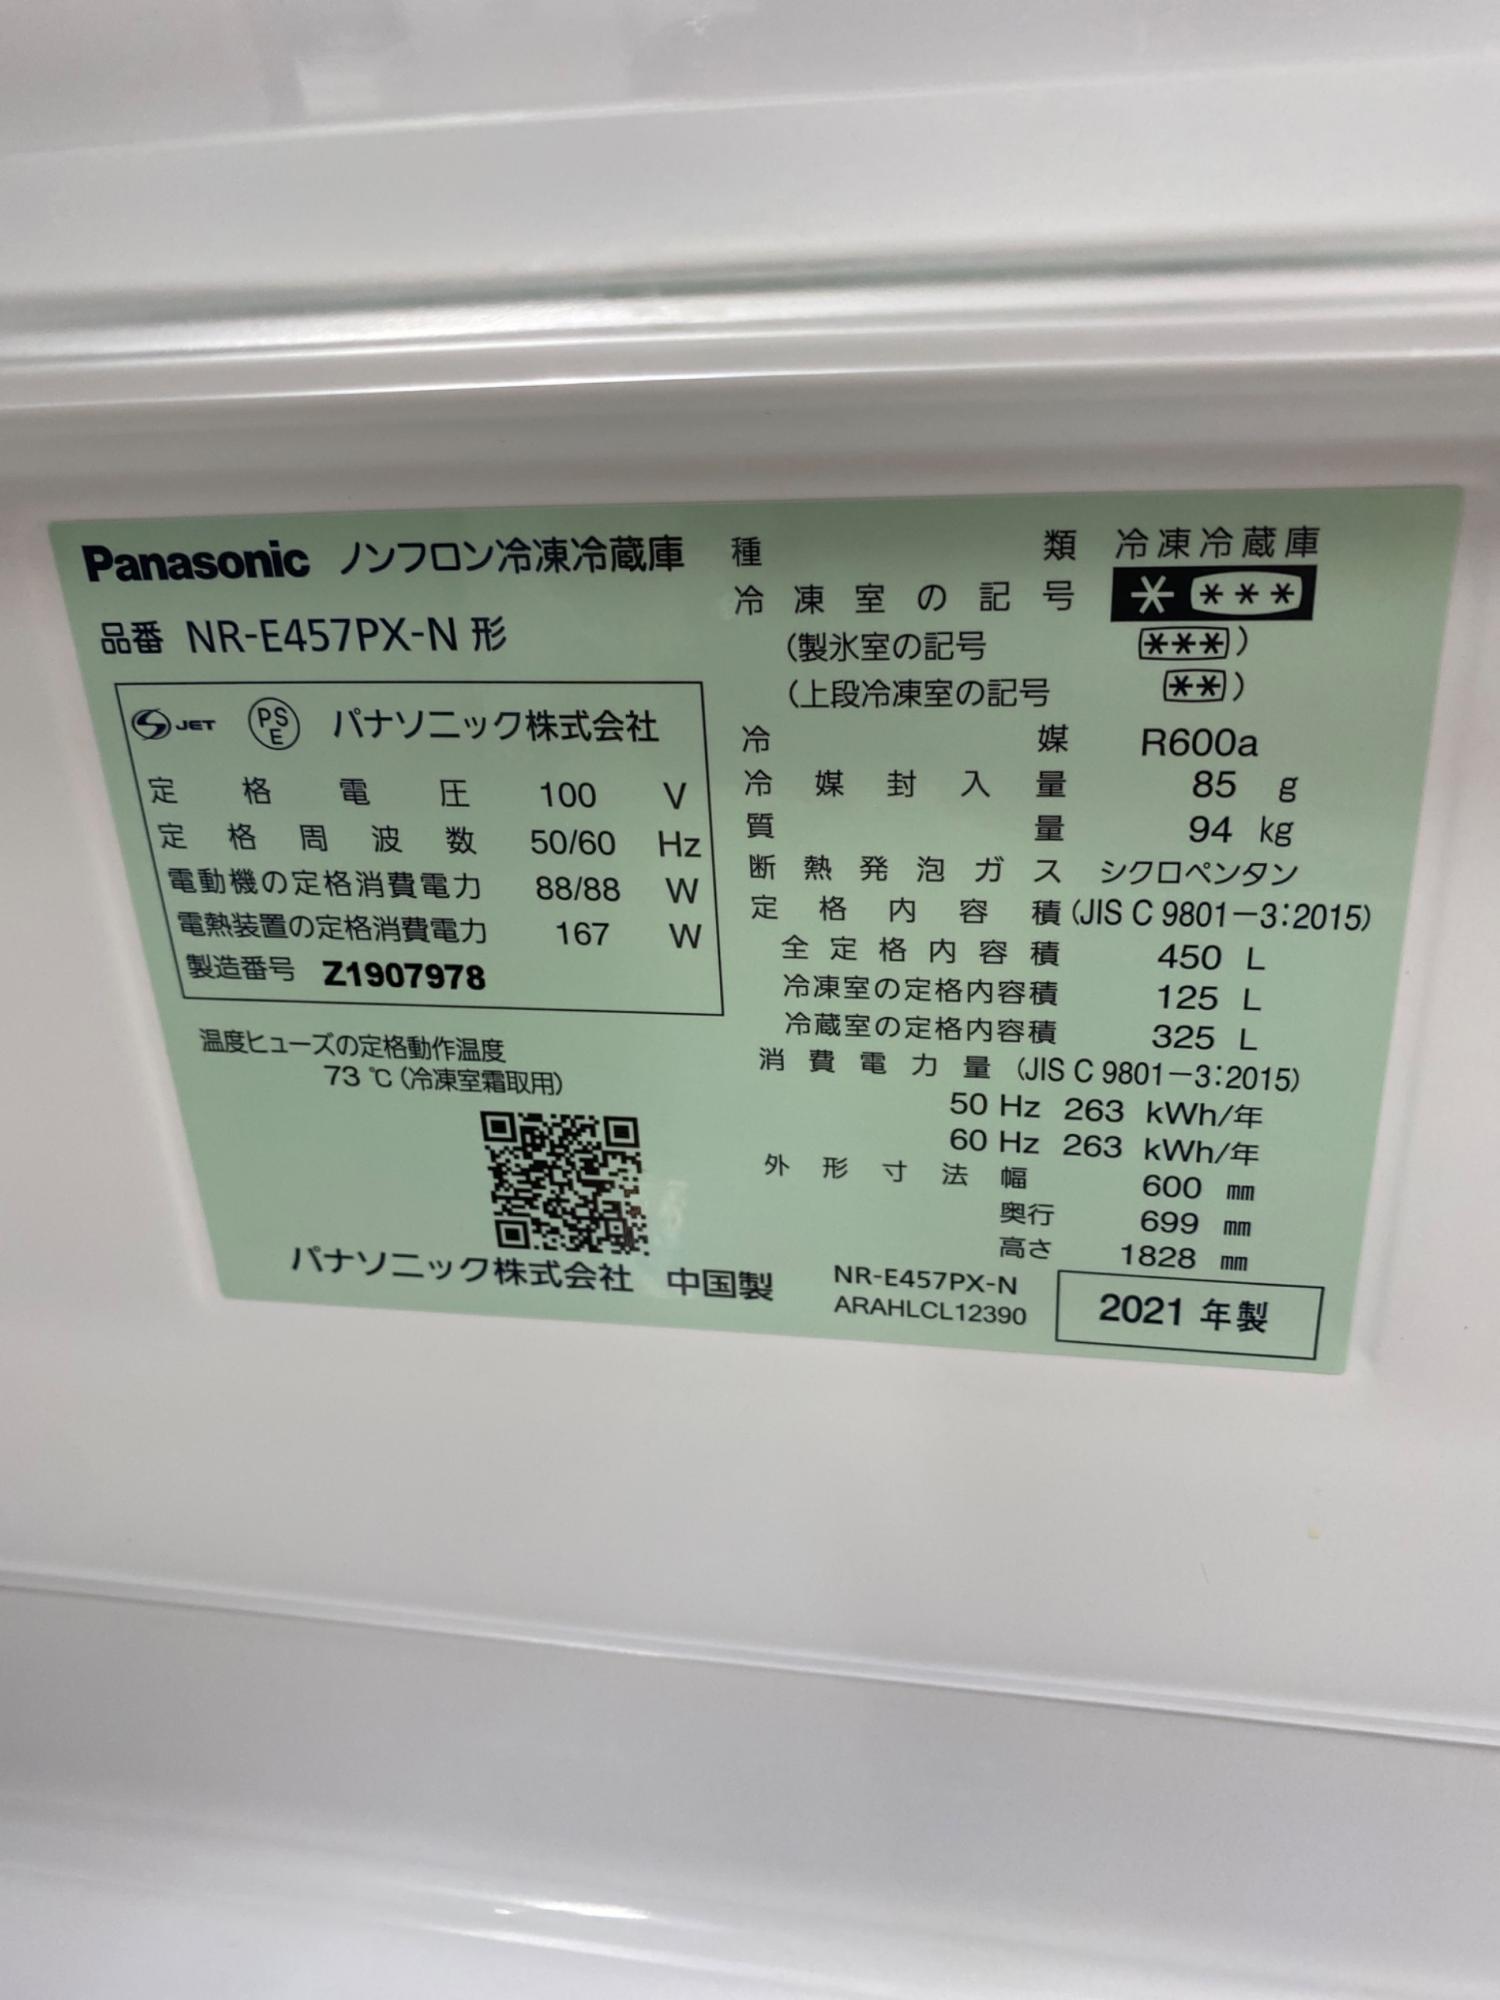 Panasonic ノンフロン冷凍冷蔵庫
品番 NR-E457PX-N 形
JET PSE パナソニック株式会社
定格電圧 100 V
定格周波数 50/60 Hz
電動機の定格消費電力 88/88 W
電熱装置の定格消費電力 167 W
製造番号 Z1907978
温度ヒューズの定格動作温度
73 ℃(冷凍室霜取用)
パナソニック株式会社 中国製
種類 冷凍冷蔵庫
冷凍室の記号 * ***
(製氷室の記号 ***)
(上段冷凍室の記号 **)
冷媒 R600a
冷媒封入量 85 g
質量 94 kg
断熱発泡ガス シクロペンタン
定格内容積 (JIS C 9801-3:2015)
全定格内容積 450 L
冷凍室の定格内容積 125 L
冷蔵室の定格内容積 325 L
消費電力量 (JIS C 9801-3:2015)
50 Hz 263 kWh/年
60 Hz 263 kWh/年
外形寸法 幅 600 ㎜
奥行 699 ㎜
高さ 1828 ㎜
NR-E457PX-N
ARAHLCL12390
2021 年製